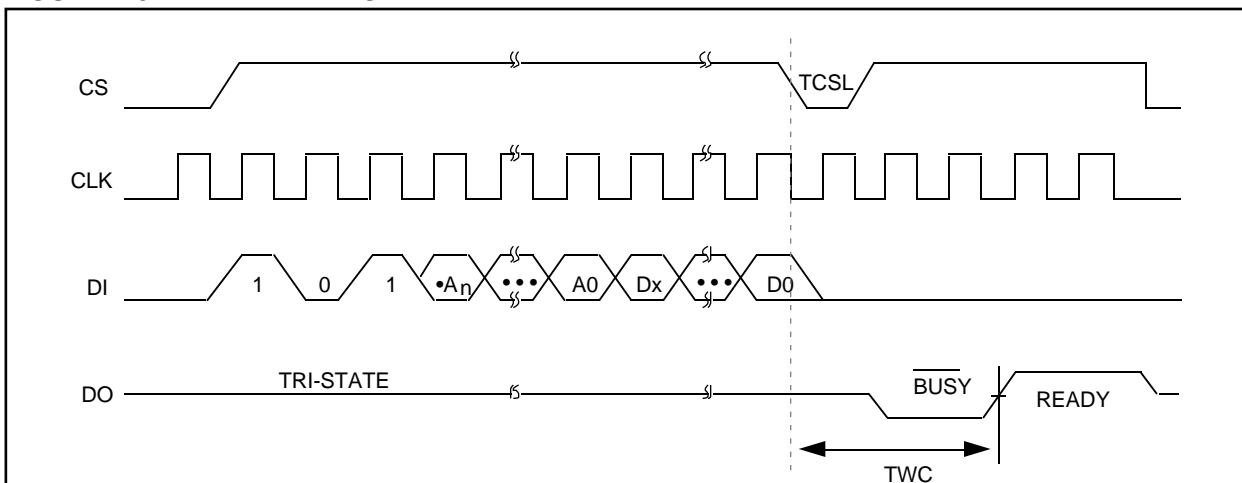 CS
TCSL
CLK
DI
1
0
1
•An
•••
A0
Dx
•••
D0
DO
TRI-STATE
BUSY
READY
TWC